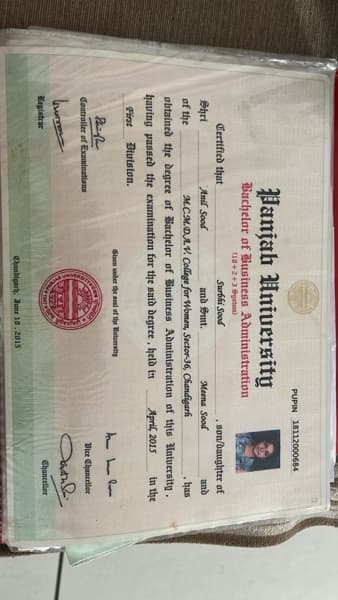 PUPIN 18112000684
Panjab University
Bachelor of Business Administration
(10+2+3 System)
Certified that Surbhi Sood , son/daughter of
Shri Anil Sood and Smt. Meena Sood and
of the M.C.M.D.A.V. College for Women, Sector-36, Chandigarh , has
obtained the degree of Bachelor of Business Administration of this University,
having passed the examination for the said degree, held in April, 2015 in the
First Division.
Given under the seal of the University
Controller of Examinations
Vice Chancellor
Registrar
Chancellor
Chandigarh June 10, 2015